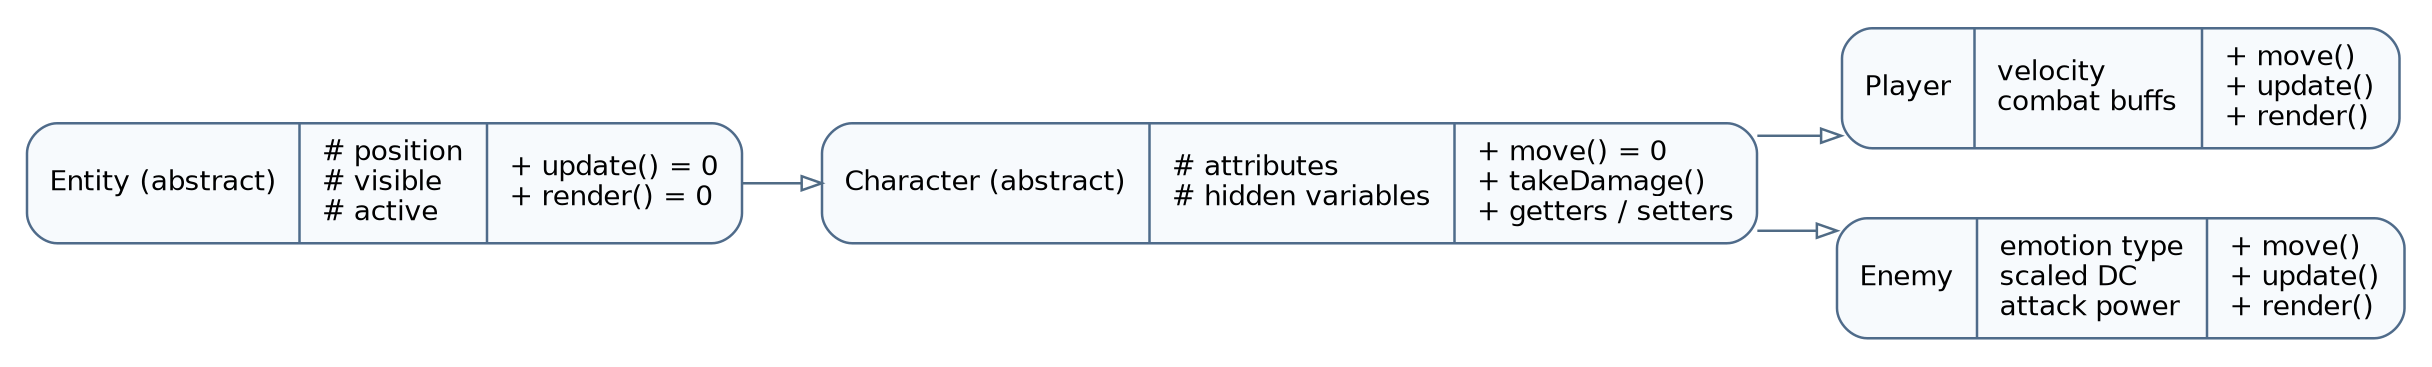 Entity (abstract)
# position
# visible
# active
+ update() = 0
+ render() = 0
Character (abstract)
# attributes
# hidden variables
+ move() = 0
+ takeDamage()
+ getters / setters
Player
velocity
combat buffs
+ move()
+ update()
+ render()
Enemy
emotion type
scaled DC
attack power
+ move()
+ update()
+ render()